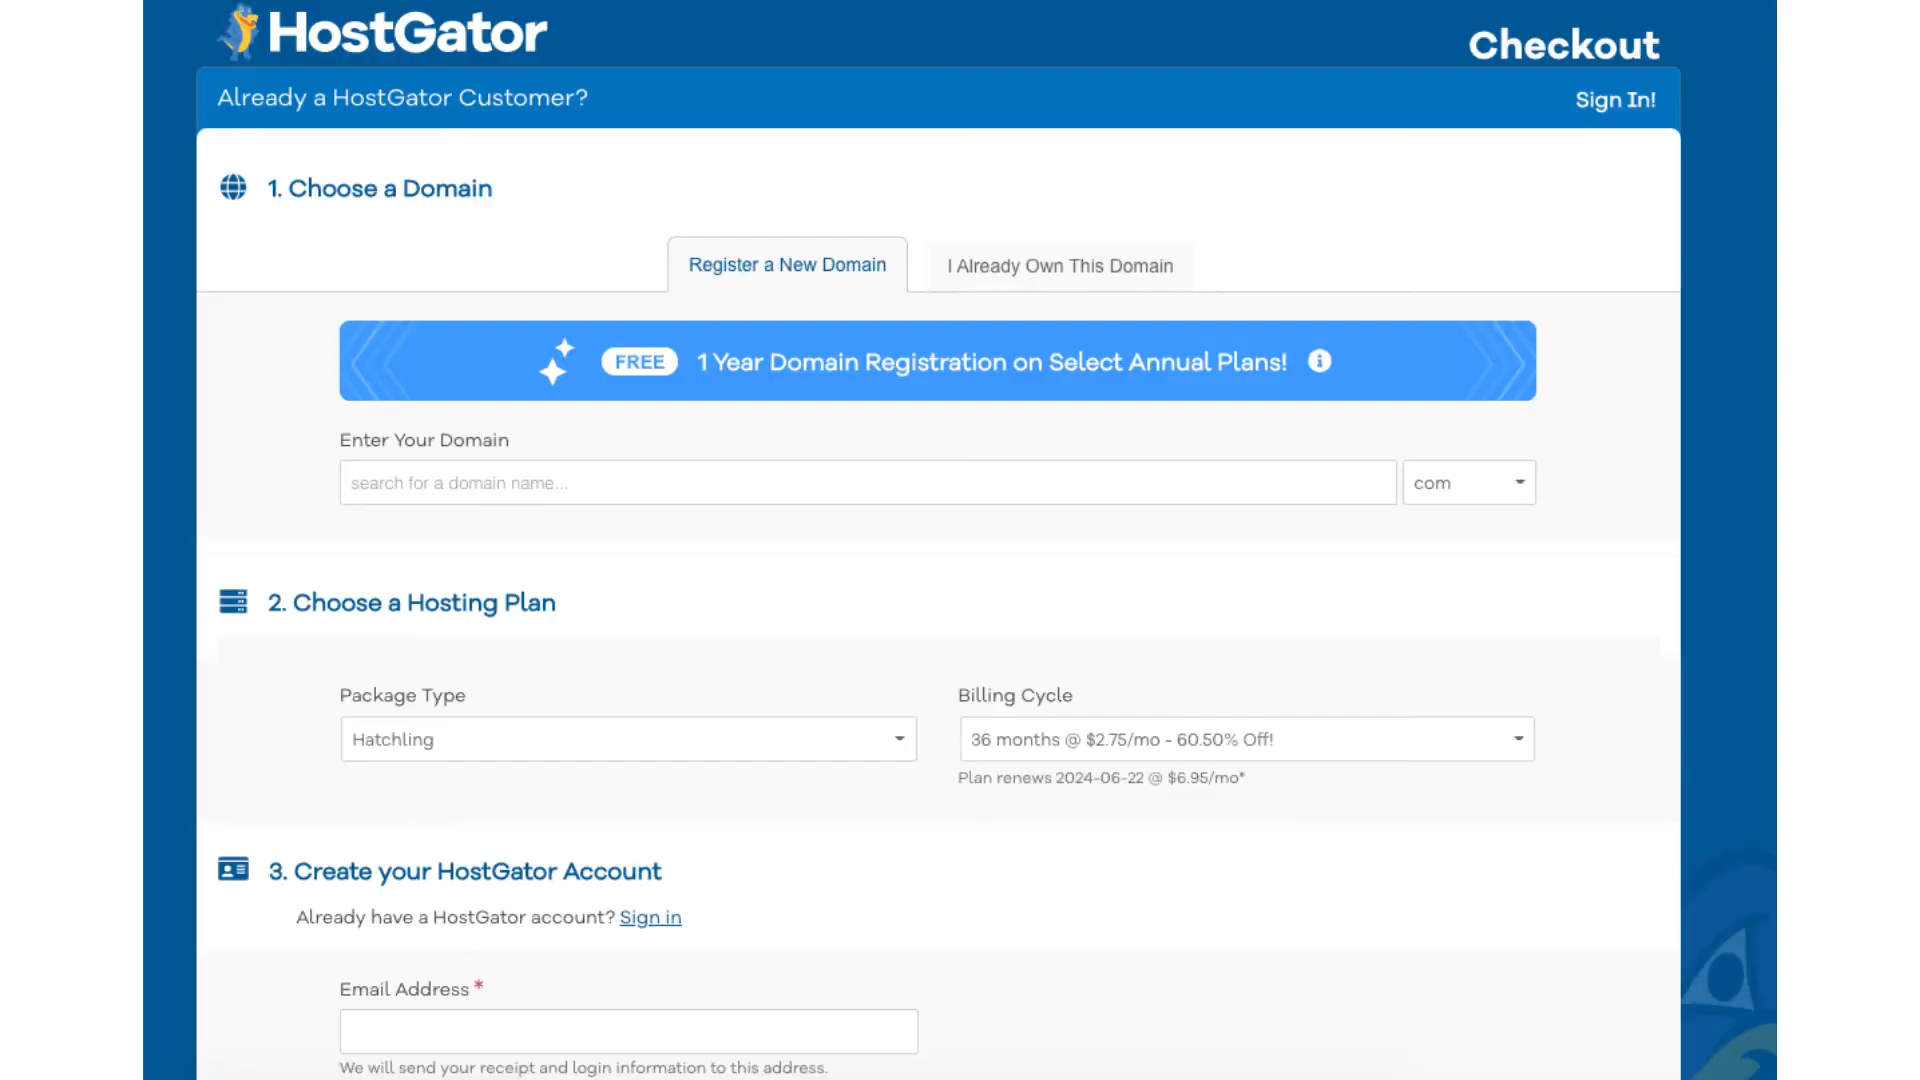 HostGator
Checkout
Already a HostGator Customer?
Sign In!
1. Choose a Domain
Register a New Domain
I Already Own This Domain
FREE 1 Year Domain Registration on Select Annual Plans!
Enter Your Domain
search for a domain name...
com
2. Choose a Hosting Plan
Package Type
Billing Cycle
Hatchling
36 months @ $2.75/mo - 60.50% Off!
Plan renews 2024-06-22 @ $6.95/mo*
3. Create your HostGator Account
Already have a HostGator account? Sign in
Email Address *
We will send your receipt and login information to this address.